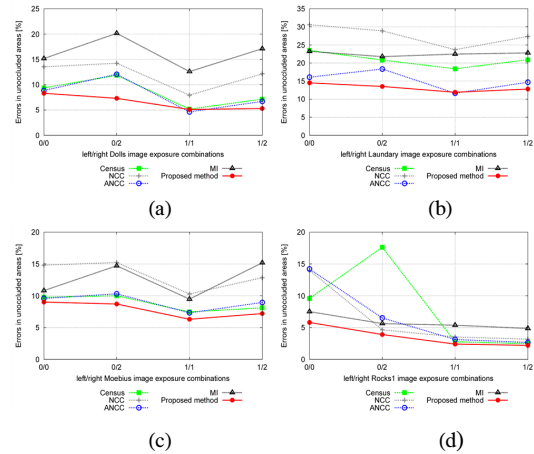 Errors in unoccluded areas [%]
25
20
15
10
5
0
0/0 0/2 1/1 1/2
left/right Dolls image exposure combinations
Census MI
NCC Proposed method
ANCC
(a)
Errors in unoccluded areas [%]
35
30
25
20
15
10
5
0
0/0 0/2 1/1 1/2
left/right Laundary image exposure combinations
Census MI
NCC Proposed method
ANCC
(b)
Errors in unoccluded areas [%]
20
15
10
5
0
0/0 0/2 1/1 1/2
left/right Moebius image exposure combinations
Census MI
NCC Proposed method
ANCC
(c)
Errors in unoccluded areas [%]
20
15
10
5
0
0/0 0/2 1/1 1/2
left/right Rocks1 image exposure combinations
Census MI
NCC Proposed method
ANCC
(d)